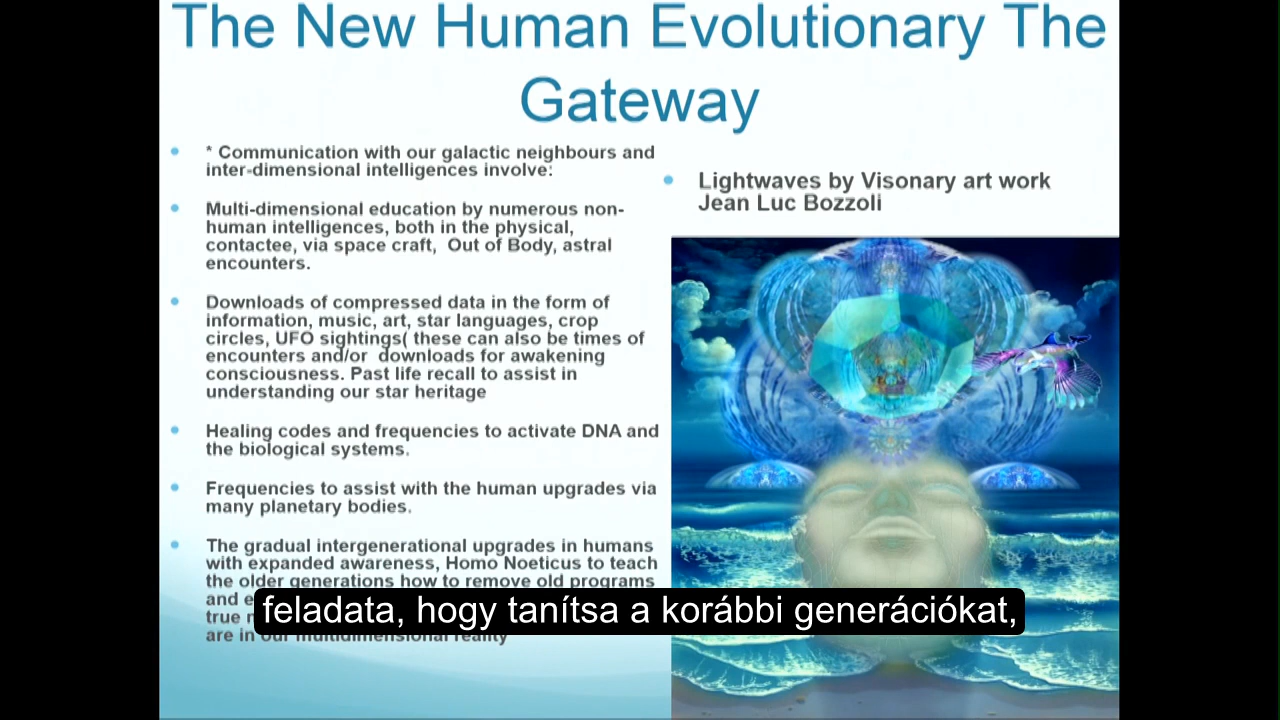 The New Human Evolutionary The
Gateway
* Communication with our galactic neighbours and
inter-dimensional intelligences involve:
Multi-dimensional education by numerous non-
human intelligences, both in the physical,
contactee, via space craft, Out of Body, astral
encounters.
Downloads of compressed data in the form of
information, music, art, star languages, crop
circles, UFO sightings( these can also be times of
encounters and/or downloads for awakening
consciousness. Past life recall to assist in
understanding our star heritage
Healing codes and frequencies to activate DNA and
the biological systems.
Frequencies to assist with the human upgrades via
many planetary bodies.
The gradual intergenerational upgrades in humans
with expanded awareness, Homo Noeticus to teach
the older generations how to remove old programs
and
true
are in our multidimensional reality
Lightwaves by Visonary art work
Jean Luc Bozzoli
feladata, hogy tanítsa a korábbi generációkat,